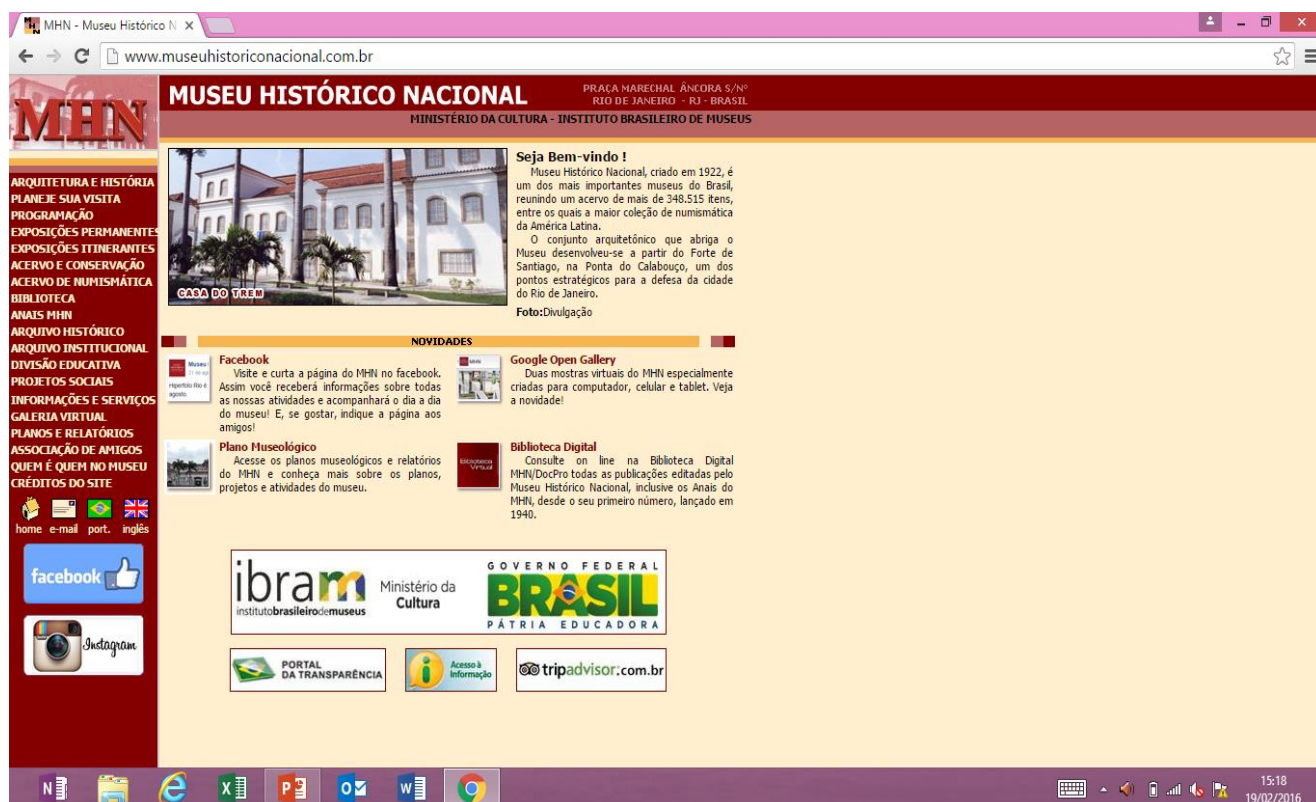 MHN - Museu Histórico N
www.museuhistoriconacional.com.br
MHN
MUSEU HISTÓRICO NACIONAL
PRAÇA MARECHAL ÂNCORA S/Nº
RIO DE JANEIRO - RJ - BRASIL
MINISTÉRIO DA CULTURA - INSTITUTO BRASILEIRO DE MUSEUS
ARQUITETURA E HISTÓRIA
PLANEJE SUA VISITA
PROGRAMAÇÃO
EXPOSIÇÕES PERMANENTES
EXPOSIÇÕES ITINERANTES
ACERVO E CONSERVAÇÃO
ACERVO DE NUMISMÁTICA
BIBLIOTECA
ANAIS MHN
ARQUIVO HISTÓRICO
ARQUIVO INSTITUCIONAL
DIVISÃO EDUCATIVA
PROJETOS SOCIAIS
INFORMAÇÕES E SERVIÇOS
GALERIA VIRTUAL
PLANOS E RELATÓRIOS
ASSOCIAÇÃO DE AMIGOS
QUEM É QUEM NO MUSEU
CRÉDITOS DO SITE
home e-mail port. inglês
facebook
Instagram
CASA DO TREM
Seja Bem-vindo !
Museu Histórico Nacional, criado em 1922, é
um dos mais importantes museus do Brasil,
reunindo um acervo de mais de 348.515 itens,
entre os quais a maior coleção de numismática
da América Latina.
O conjunto arquitetônico que abriga o
Museu desenvolveu-se a partir do Forte de
Santiago, na Ponta do Calabouço, um dos
pontos estratégicos para a defesa da cidade
do Rio de Janeiro.
Foto:Divulgação
NOVIDADES
Museu
Hipertofo Rio é
agosto
Facebook
Visite e curta a página do MHN no facebook.
Assim você receberá informações sobre todas
as nossas atividades e acompanhará o dia a dia
do museu! E, se gostar, indique a página aos
amigos!
MHN
Google Open Gallery
Duas mostras virtuais do MHN especialmente
criadas para computador, celular e tablet. Veja
a novidade!
Plano Museológico
Acesse os planos museológicos e relatórios
do MHN e conheça mais sobre os planos,
projetos e atividades do museu.
Biblioteca
Virtual
Biblioteca Digital
Consulte on line na Biblioteca Digital
MHN/DocPro todas as publicações editadas pelo
Museu Histórico Nacional, inclusive os Anais do
MHN, desde o seu primeiro número, lançado em
1940.
ibram
institutobrasileirodemuseus
Ministério da
Cultura
GOVERNO FEDERAL
BRASIL
PÁTRIA EDUCADORA
PORTAL
DA TRANSPARÊNCIA
Acesso à
Informação
tripadvisor.com.br
15:18
19/02/2016